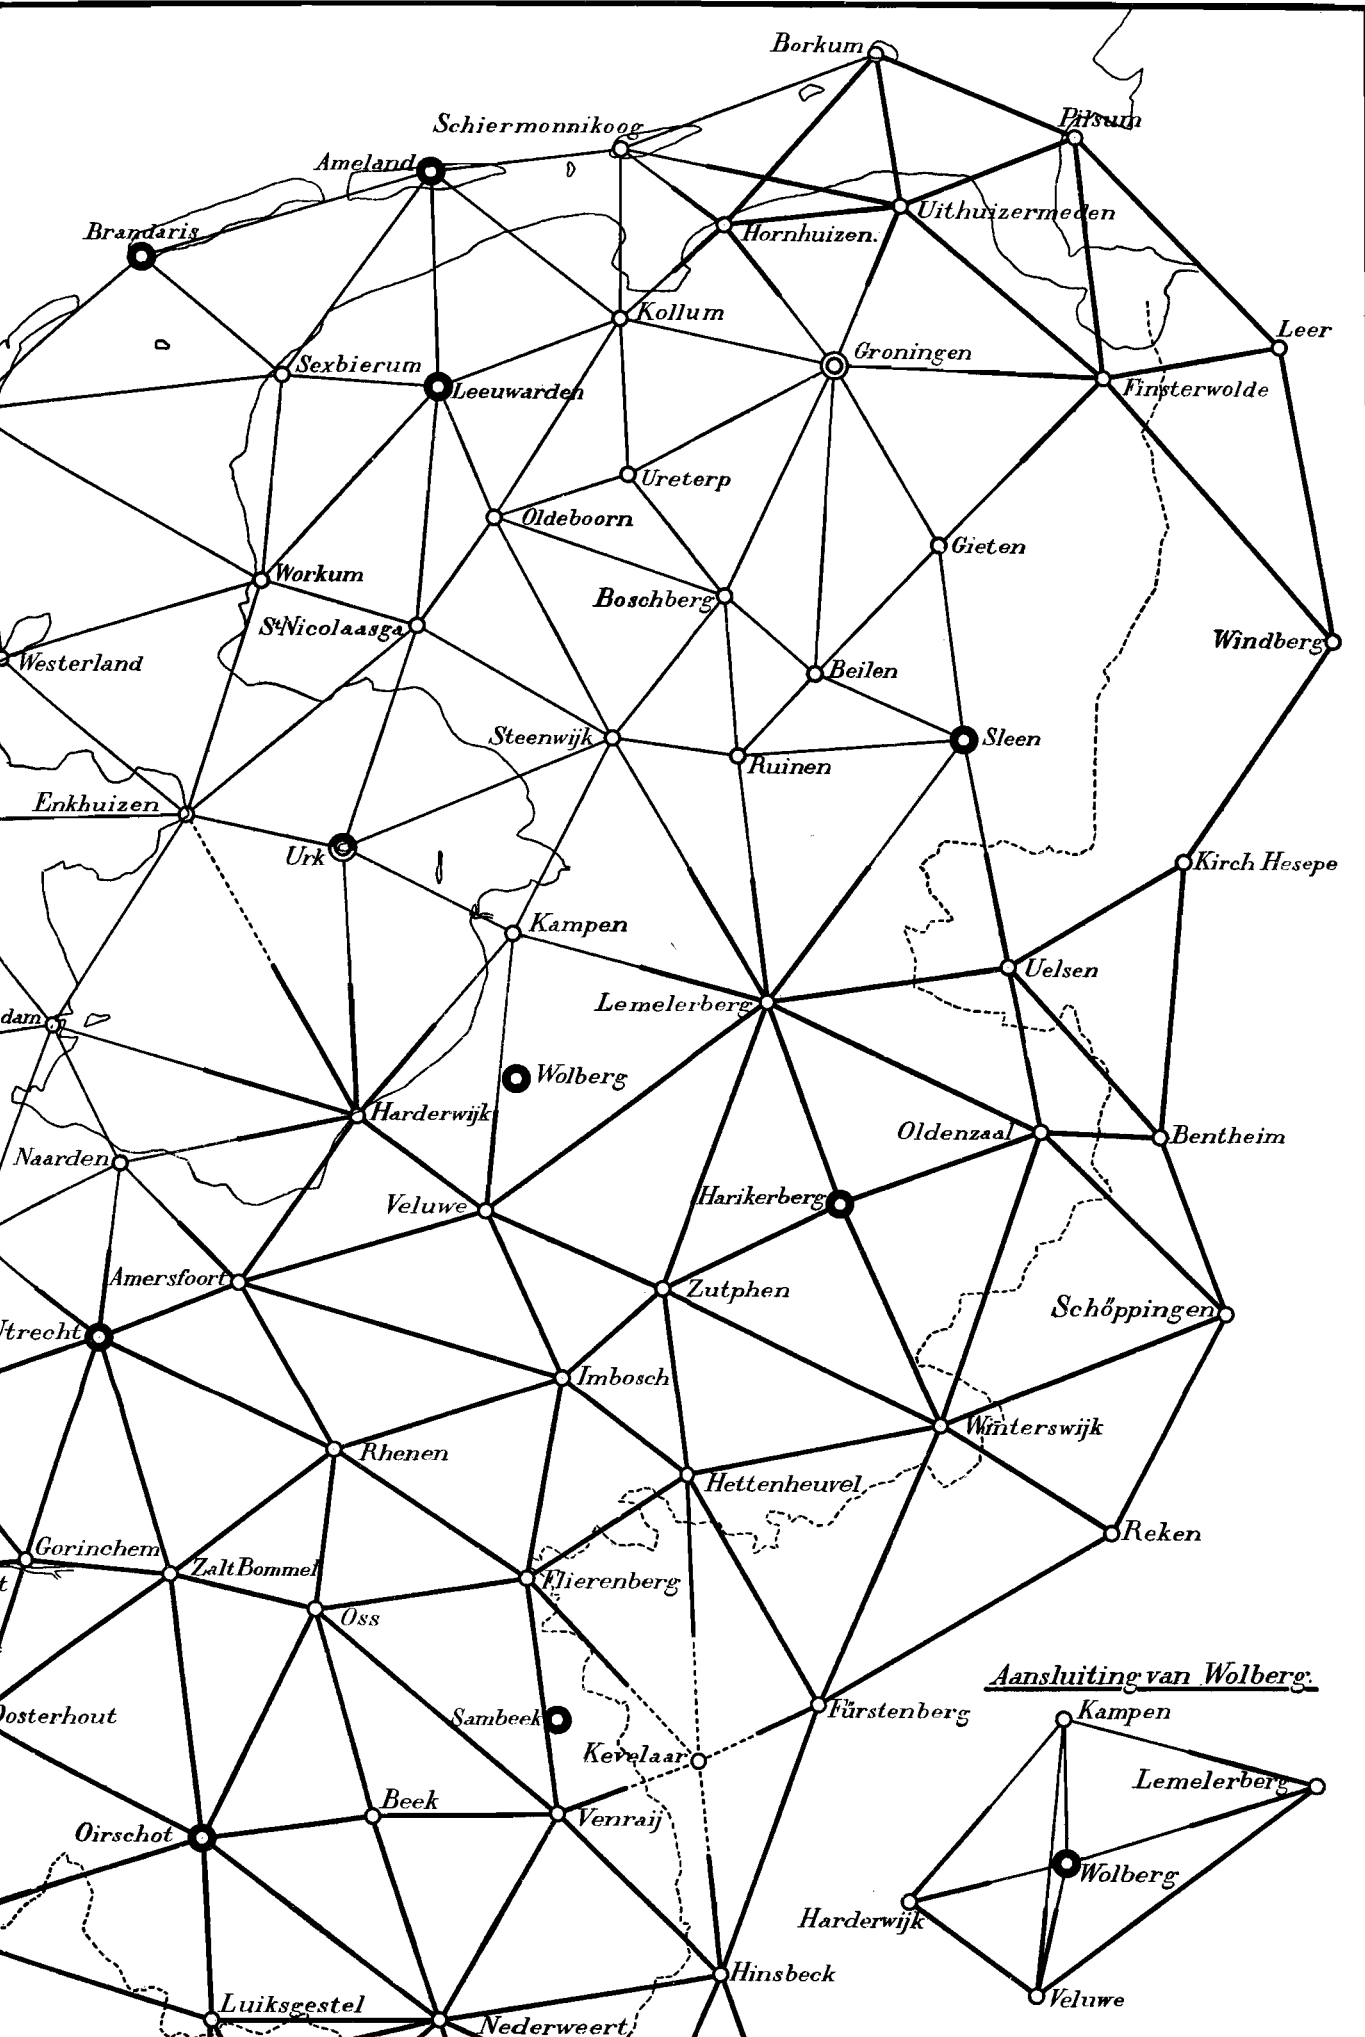 Borkum
Pilsum
Schiermonnikoog
Ameland
Brandaris
Uithuizermeden
Hornhuizen.
Kollum
Leer
Groningen
Sexbierum
Leeuwarden
Finsterwolde
Ureterp
Oldeboorn
Gieten
Workum
Boschberg
St Nicolaasga
Windberg
Westerland
Beilen
Steenwijk
Sleen
Ruinen
Enkhuizen
Urk
Kirch Hesepe
Kampen
Uelsen
Lemelerberg
dam
Wolberg
Harderwijk
Oldenzaal
Bentheim
Naarden
Harikerberg
Veluwe
Amersfoort
Zutphen
Schőppingen
Utrecht
Imbosch
Winterswijk
Rhenen
Hettenheuvel
Reken
Gorinchem
Zalt Bommel
t
Flierenberg
Oss
Aansluiting van Wolberg.
Kampen
Oosterhout
Sambeek
Fürstenberg
Kevelaar
Lemelerberg
Beek
Venraij
Oirschot
Wolberg
Harderwijk
Hinsbeck
Veluwe
Luiksgestel
Nederweert